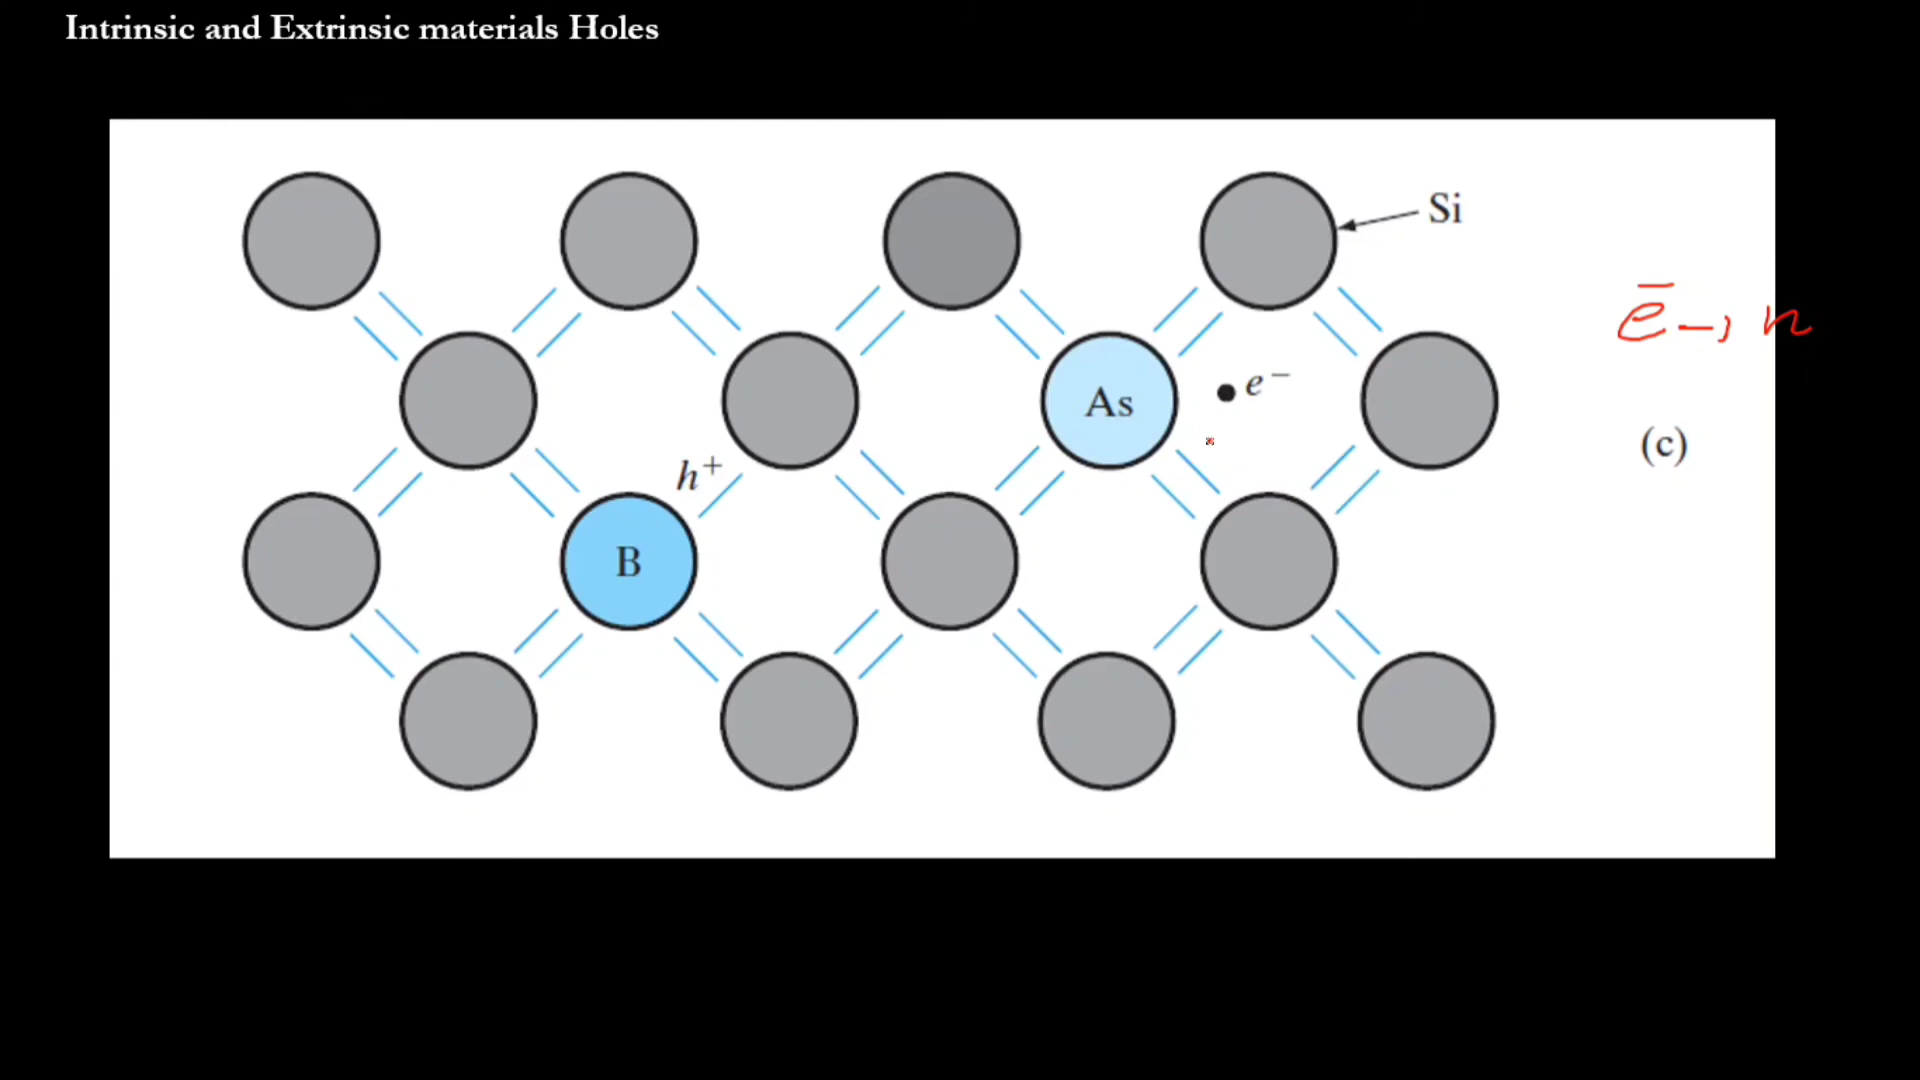 Intrinsic and Extrinsic materials Holes
Si
e⁻, n
As
e⁻
(c)
h⁺
B